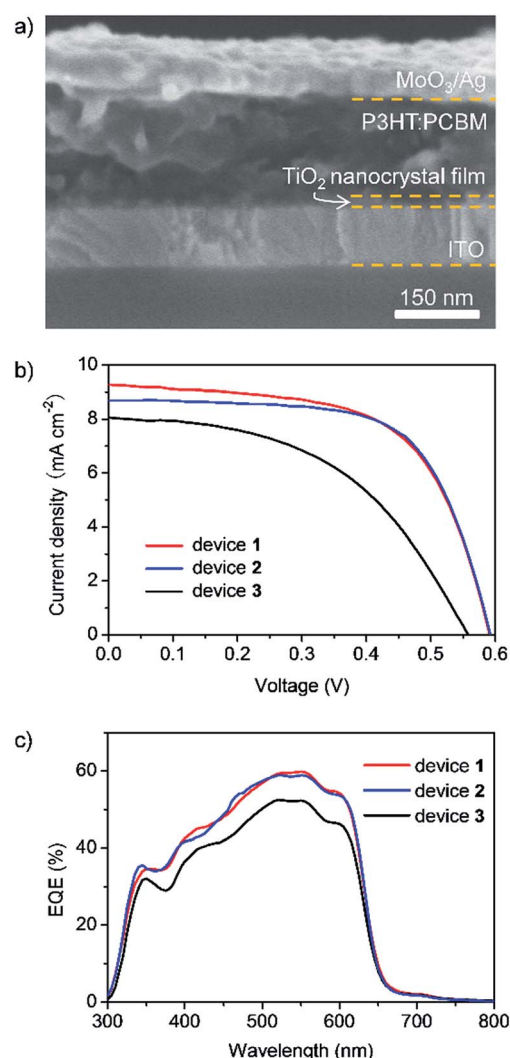 a)
MoO₃/Ag
P3HT:PCBM
TiO₂ nanocrystal film
ITO
150 nm
b)
10
8
6
4
2
0
Current density (mA cm⁻²)
device 1
device 2
device 3
0.0 0.1 0.2 0.3 0.4 0.5 0.6
Voltage (V)
c)
60
40
20
0
EQE (%)
device 1
device 2
device 3
300 400 500 600 700 800
Wavelength (nm)